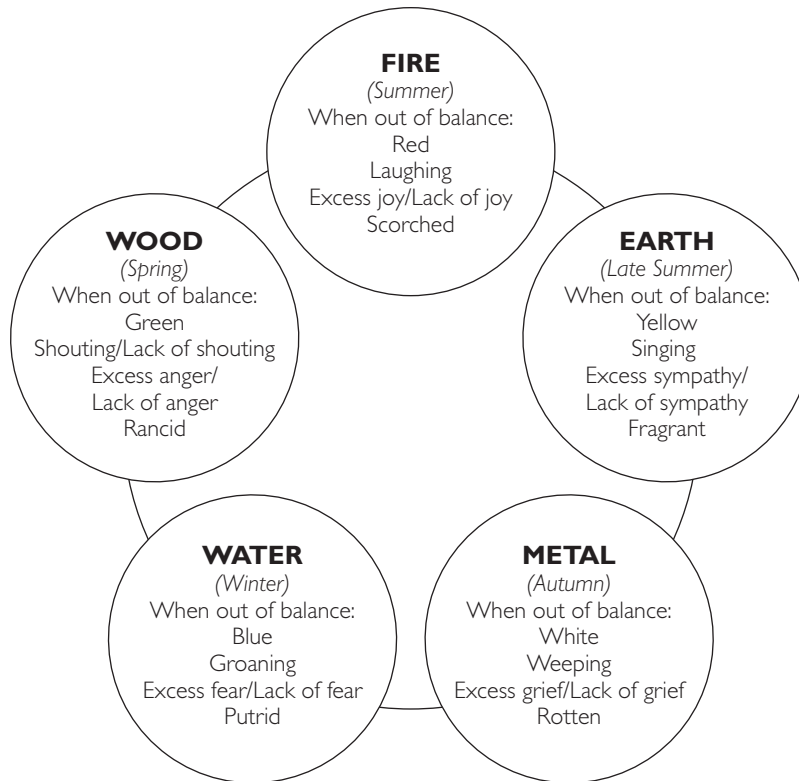 FIRE
(Summer)
When out of balance:
Red
Laughing
Excess joy/Lack of joy
Scorched
WOOD
(Spring)
When out of balance:
Green
Shouting/Lack of shouting
Excess anger/
Lack of anger
Rancid
EARTH
(Late Summer)
When out of balance:
Yellow
Singing
Excess sympathy/
Lack of sympathy
Fragrant
WATER
(Winter)
When out of balance:
Blue
Groaning
Excess fear/Lack of fear
Putrid
METAL
(Autumn)
When out of balance:
White
Weeping
Excess grief/Lack of grief
Rotten